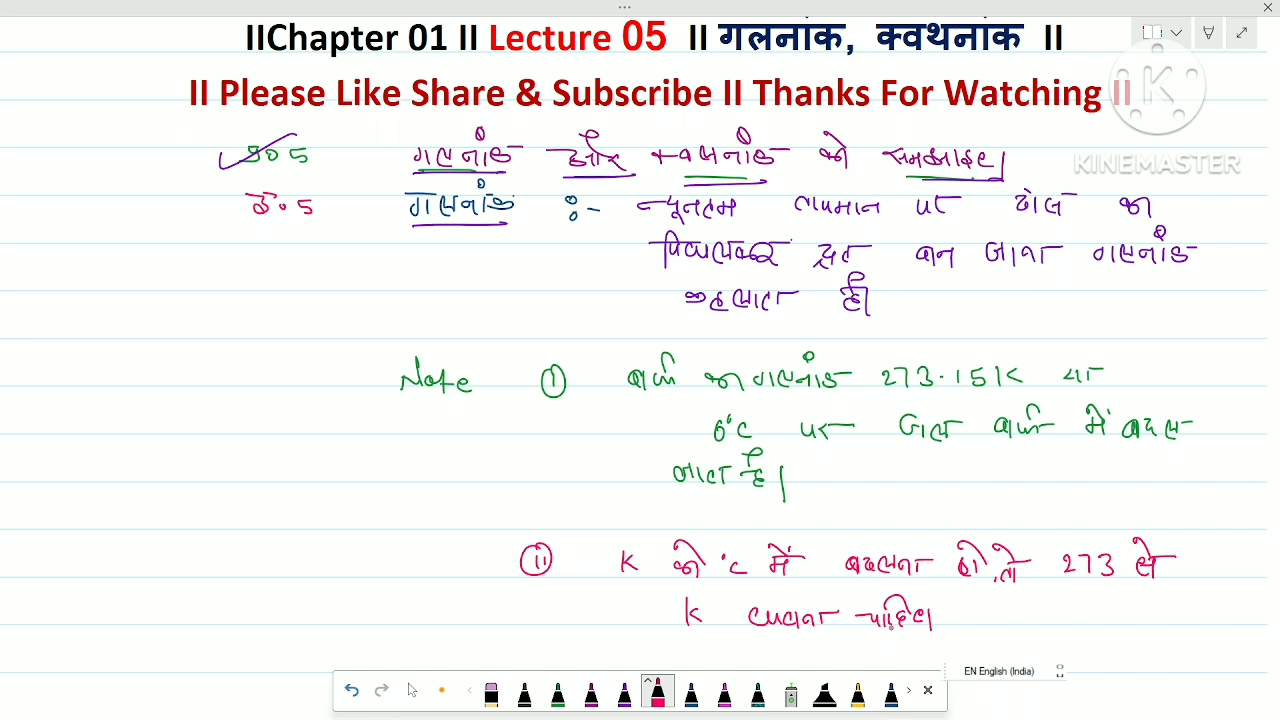 IIChapter 01 II Lecture 05 II गलनांक, क्वथनांक II
II Please Like Share & Subscribe II Thanks For Watching II
KINEMASTER
प्र०5 गलनांक और क्वथनांक को समझाइए।
उ०5 गलनांक :- न्यूनतम तापमान पर ठोस का
पिघलकर द्रव बन जाना गलनांक
कहलाता है।
Note (i) बर्फ का गलनांक 273.15K या
0°C पर जल बर्फ में बदल
जाता है।
(ii) K को °C में बदलना हो तो 273 से
K चाहिए
EN English (India)